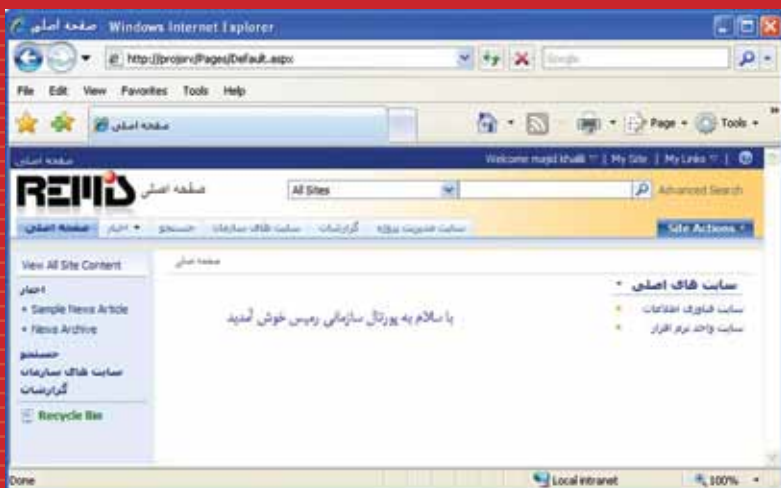 صفحه اصلی Windows Internet Explorer
http://projsrv/Pages/Default.aspx
Google
File Edit View Favorites Tools Help
صفحه اصلی
Page Tools
صفحه اصلی
Welcome majid khalili | My Site | My Links
REMIS رمیس
صفحه اصلی
All Sites
Advanced Search
صفحه اصلی اخبار جستجو سایت های سازمان گزارشات سایت مدیریت پروژه
Site Actions
View All Site Content
اخبار
Sample News Article
News Archive
جستجو
سایت های سازمان
گزارشات
Recycle Bin
صفحه اصلی
با سلام به پورتال سازمانی رمیس خوش آمدید
سایت های اصلی
سایت فناوری اطلاعات
سایت واحد نرم افزار
Done
Local intranet
100%